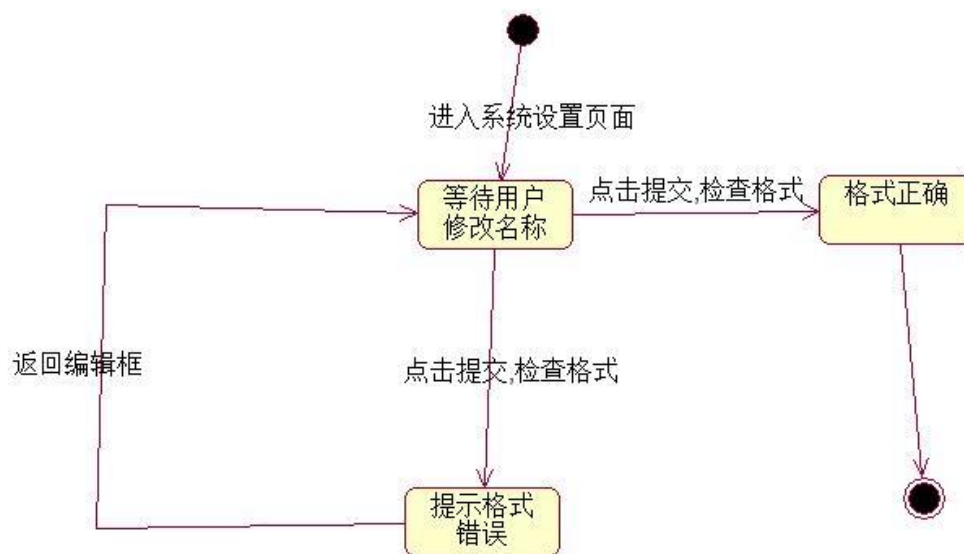 进入系统设置页面
等待用户
修改名称
点击提交,检查格式
格式正确
返回编辑框
点击提交,检查格式
提示格式
错误